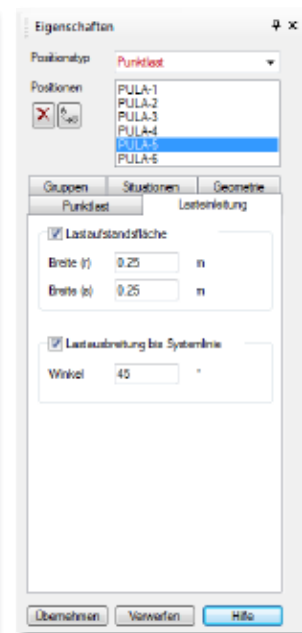 Eigenschaften
Positionstyp
Punktlast
Positionen
PULA-1
PULA-2
PULA-3
PULA-4
PULA-5
PULA-6
Gruppen Situationen Geometrie
Punktlast Lasteinleitung
Lastaufstandsfläche
Breite (r) 0.25 m
Breite (s) 0.25 m
Lastausbreitung bis Systemlinie
Winkel 45 °
Übernehmen Verwerfen Hilfe